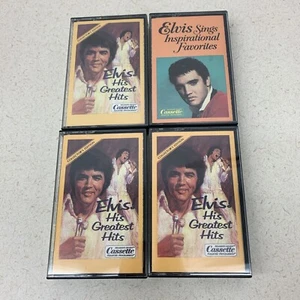 Elvis!
His
Greatest
Hits
Cassette
Elvis Sings
Inspirational
Favorites
Cassette
Elvis!
His
Greatest
Hits
Cassette
Elvis!
His
Greatest
Hits
Cassette